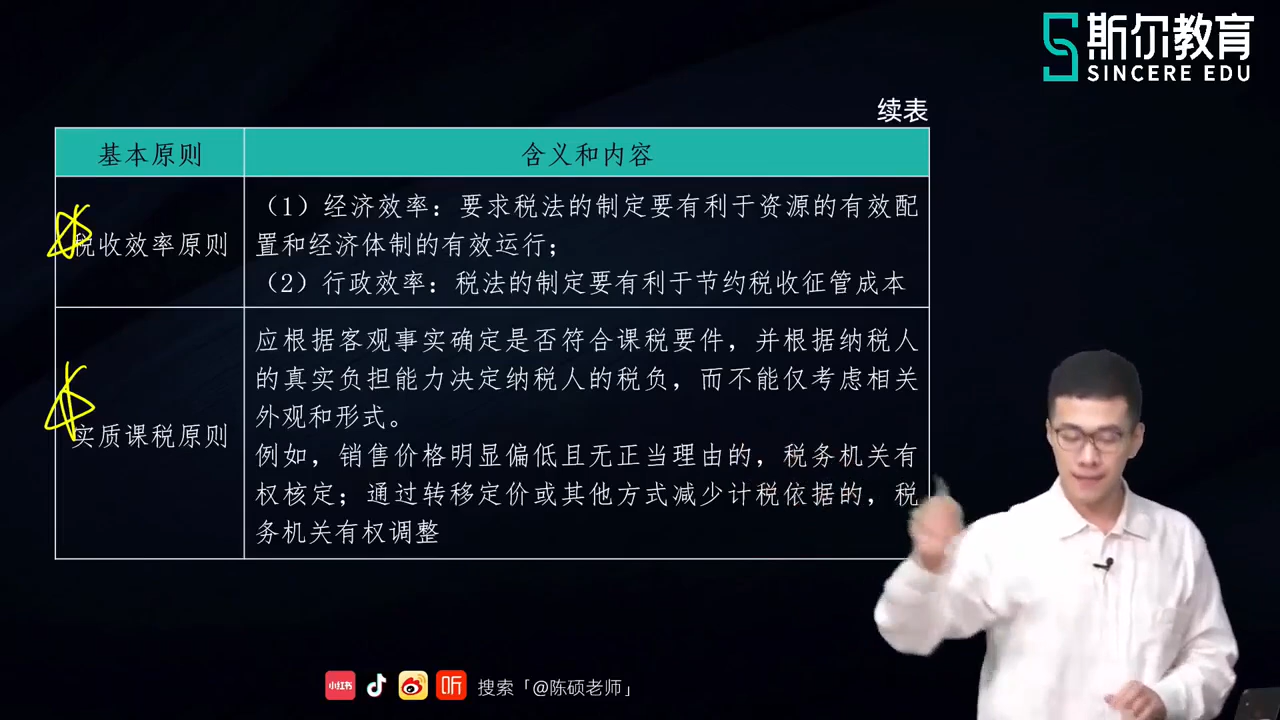 斯尔教育
SINCERE EDU
续表
基本原则
含义和内容
税收效率原则
（1）经济效率：要求税法的制定要有利于资源的有效配
置和经济体制的有效运行；
（2）行政效率：税法的制定要有利于节约税收征管成本
实质课税原则
应根据客观事实确定是否符合课税要件，并根据纳税人
的真实负担能力决定纳税人的税负，而不能仅考虑相关
外观和形式。
例如，销售价格明显偏低且无正当理由的，税务机关有
权核定；通过转移定价或其他方式减少计税依据的，税
务机关有权调整
小红书
听
搜索「@陈硕老师」